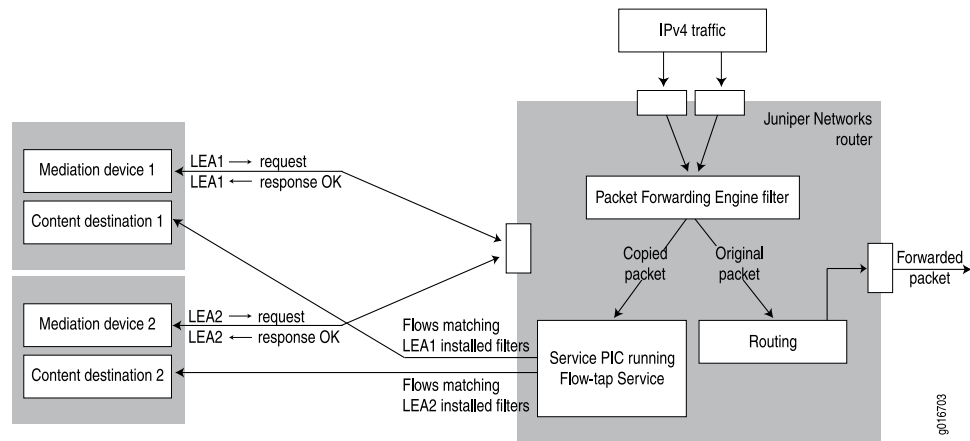 IPv4 traffic
Juniper Networks
router
Mediation device 1
LEA1 → request
LEA1 ← response OK
Content destination 1
Packet Forwarding Engine filter
Copied
packet
Original
packet
Forwarded
packet
Mediation device 2
LEA2 → request
LEA2 ← response OK
Content destination 2
Flows matching
LEA1 installed filters
Flows matching
LEA2 installed filters
Service PIC running
Flow-tap Service
Routing
g016703